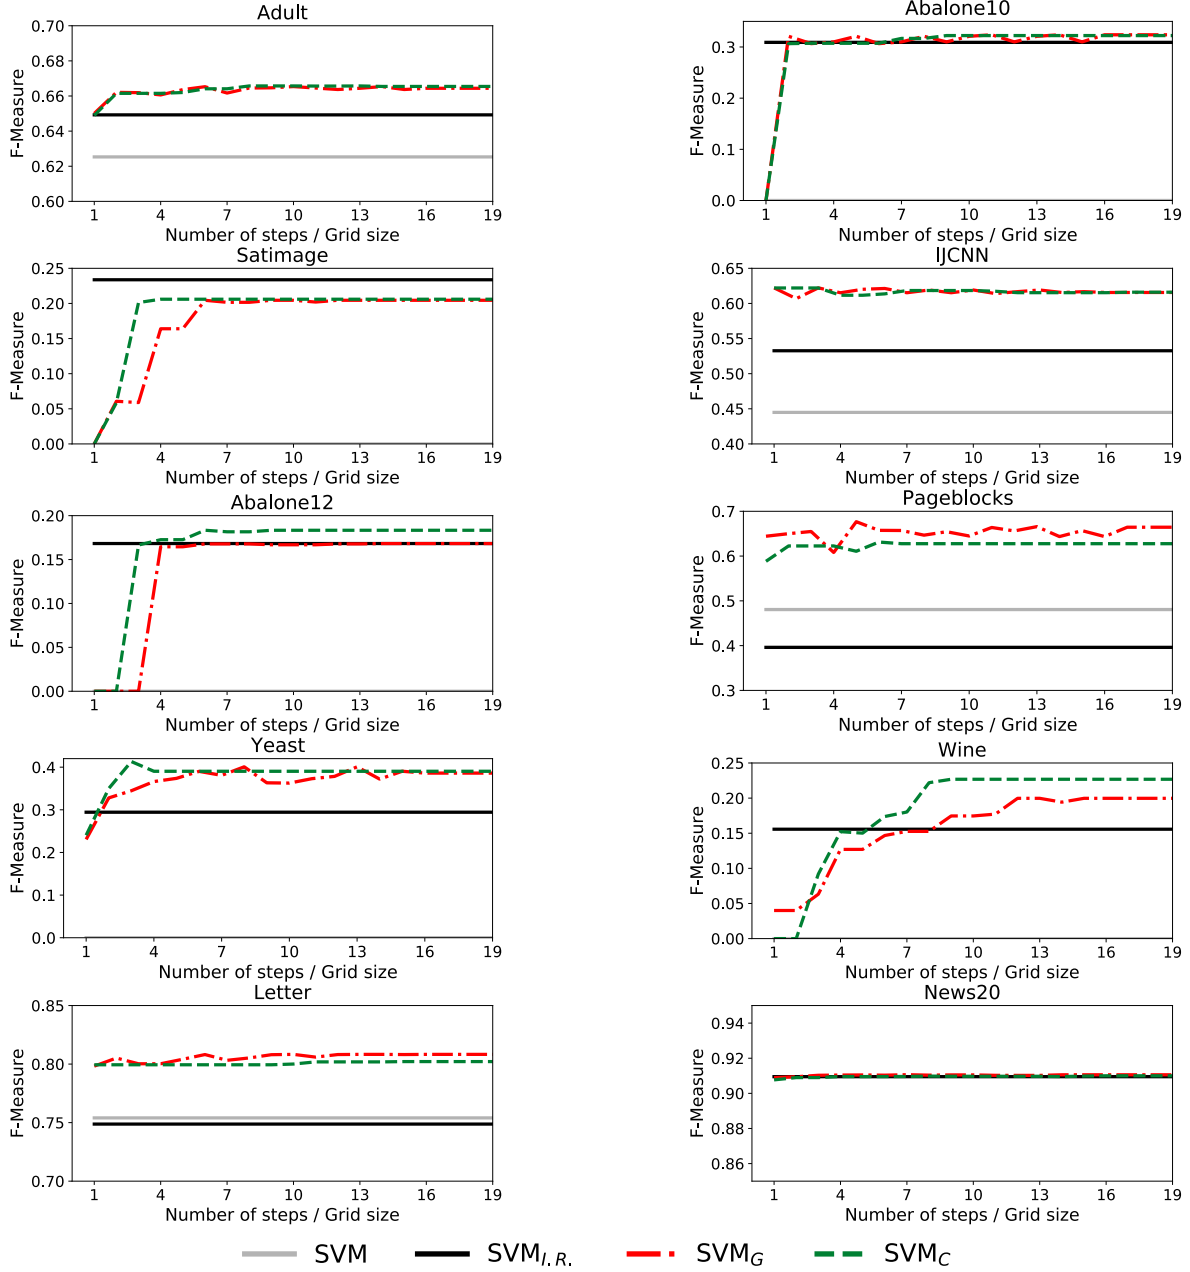 Adult
0.70
0.68
0.66
0.64
0.62
0.60
F-Measure
1 4 7 10 13 16 19
Number of steps / Grid size
Abalone10
0.3
0.2
0.1
0.0
F-Measure
1 4 7 10 13 16 19
Number of steps / Grid size
Satimage
0.25
0.20
0.15
0.10
0.05
0.00
F-Measure
1 4 7 10 13 16 19
Number of steps / Grid size
IJCNN
0.65
0.60
0.55
0.50
0.45
0.40
F-Measure
1 4 7 10 13 16 19
Number of steps / Grid size
Abalone12
0.20
0.15
0.10
0.05
0.00
F-Measure
1 4 7 10 13 16 19
Number of steps / Grid size
Pageblocks
0.7
0.6
0.5
0.4
0.3
F-Measure
1 4 7 10 13 16 19
Number of steps / Grid size
Yeast
0.4
0.3
0.2
0.1
0.0
F-Measure
1 4 7 10 13 16 19
Number of steps / Grid size
Wine
0.25
0.20
0.15
0.10
0.05
0.00
F-Measure
1 4 7 10 13 16 19
Number of steps / Grid size
Letter
0.85
0.80
0.75
0.70
F-Measure
1 4 7 10 13 16 19
Number of steps / Grid size
News20
0.94
0.92
0.90
0.88
0.86
F-Measure
1 4 7 10 13 16 19
Number of steps / Grid size
SVM SVM_I.R. SVM_G SVM_C